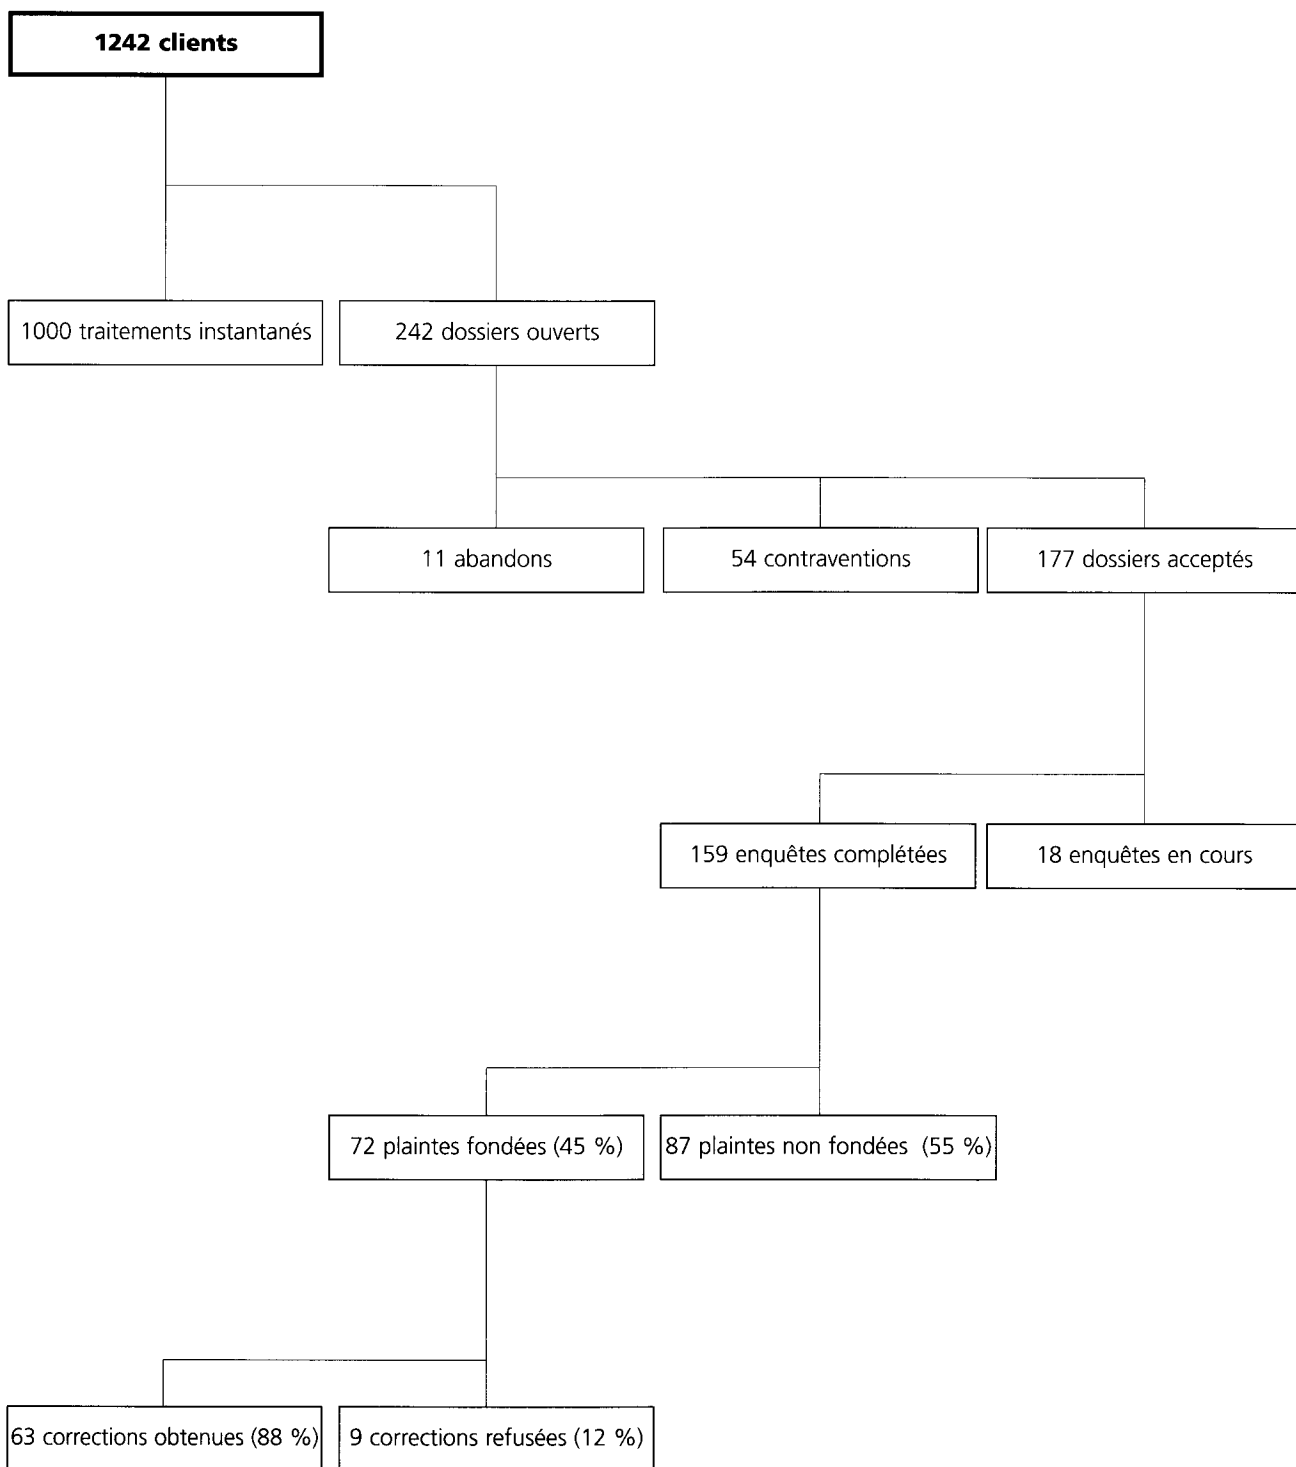 1242 clients
1000 traitements instantanés
242 dossiers ouverts
11 abandons
54 contraventions
177 dossiers acceptés
159 enquêtes complétées
18 enquêtes en cours
72 plaintes fondées (45 %)
87 plaintes non fondées (55 %)
63 corrections obtenues (88 %)
9 corrections refusées (12 %)